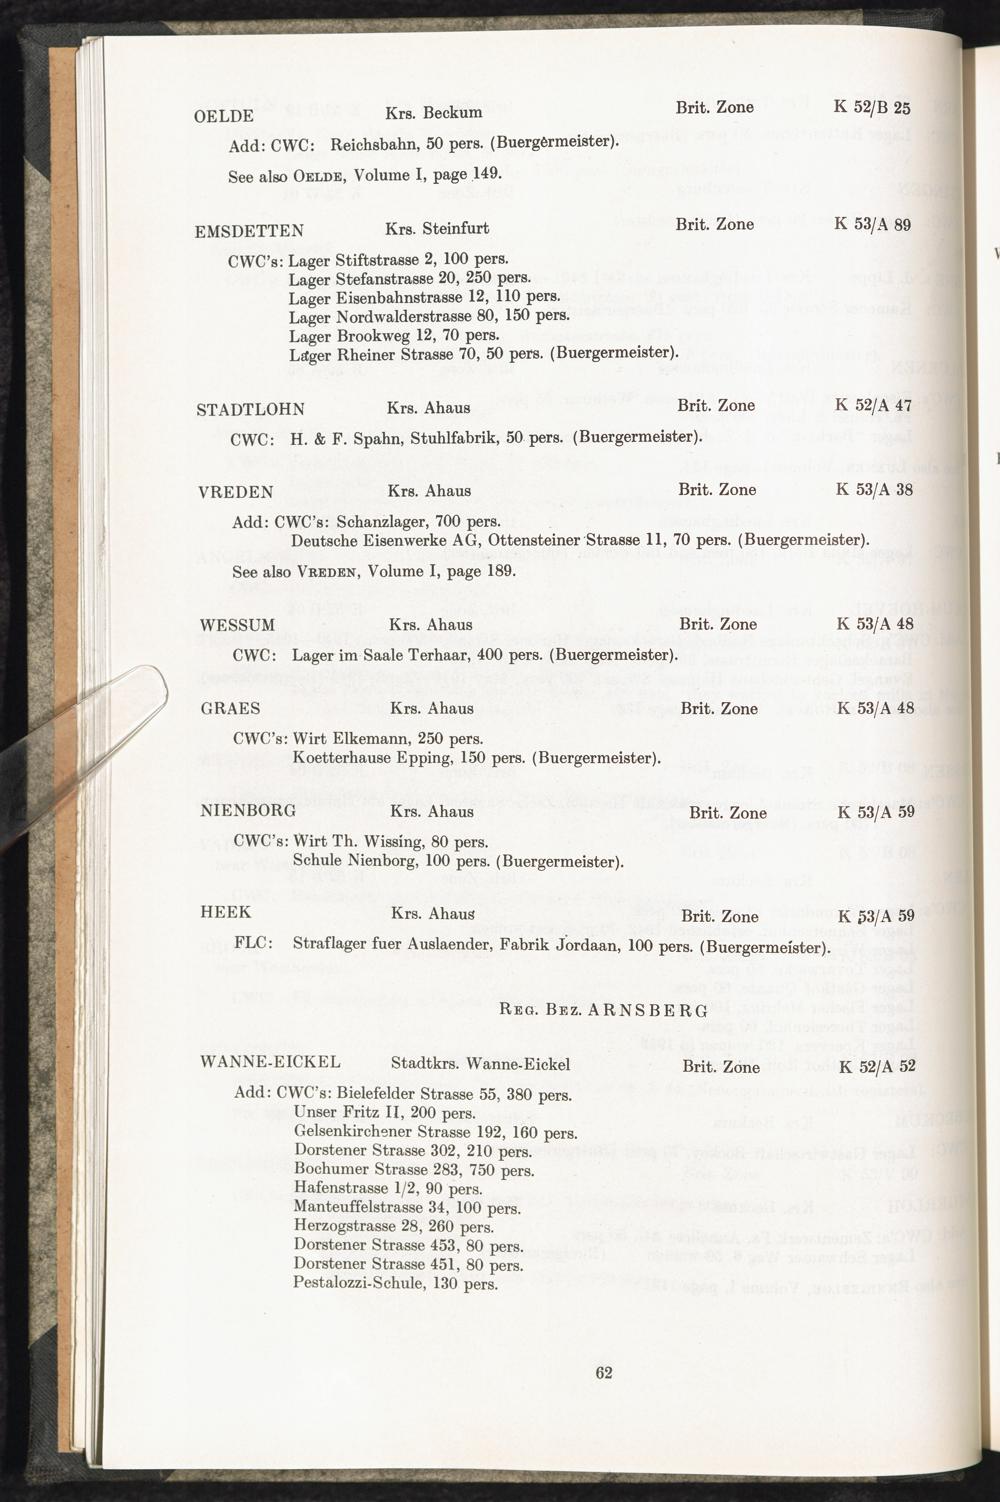 OELDE Krs. Beckum Brit. Zone K 52/B 25
Add: CWC: Reichsbahn, 50 pers. (Buergermeister).
See also OELDE, Volume I, page 149.
EMSDETTEN Krs. Steinfurt Brit. Zone K 53/A 89
CWC's: Lager Stiftstrasse 2, 100 pers.
Lager Stefanstrasse 20, 250 pers.
Lager Eisenbahnstrasse 12, 110 pers.
Lager Nordwalderstrasse 80, 150 pers.
Lager Brookweg 12, 70 pers.
Lager Rheiner Strasse 70, 50 pers. (Buergermeister).
STADTLOHN Krs. Ahaus Brit. Zone K 52/A 47
CWC: H. & F. Spahn, Stuhlfabrik, 50 pers. (Buergermeister).
VREDEN Krs. Ahaus Brit. Zone K 53/A 38
Add: CWC's: Schanzlager, 700 pers.
Deutsche Eisenwerke AG, Ottensteiner Strasse 11, 70 pers. (Buergermeister).
See also VREDEN, Volume I, page 189.
WESSUM Krs. Ahaus Brit. Zone K 53/A 48
CWC: Lager im Saale Terhaar, 400 pers. (Buergermeister).
GRAES Krs. Ahaus Brit. Zone K 53/A 48
CWC's: Wirt Elkemann, 250 pers.
Koetterhause Epping, 150 pers. (Buergermeister).
NIENBORG Krs. Ahaus Brit. Zone K 53/A 59
CWC's: Wirt Th. Wissing, 80 pers.
Schule Nienborg, 100 pers. (Buergermeister).
HEEK Krs. Ahaus Brit. Zone K 53/A 59
FLC: Straflager fuer Auslaender, Fabrik Jordaan, 100 pers. (Buergermeister).
REG. BEZ. ARNSBERG
WANNE-EICKEL Stadtkrs. Wanne-Eickel Brit. Zone K 52/A 52
Add: CWC's: Bielefelder Strasse 55, 380 pers.
Unser Fritz II, 200 pers.
Gelsenkirchener Strasse 192, 160 pers.
Dorstener Strasse 302, 210 pers.
Bochumer Strasse 283, 750 pers.
Hafenstrasse 1/2, 90 pers.
Manteuffelstrasse 34, 100 pers.
Herzogstrasse 28, 260 pers.
Dorstener Strasse 453, 80 pers.
Dorstener Strasse 451, 80 pers.
Pestalozzi-Schule, 130 pers.
62